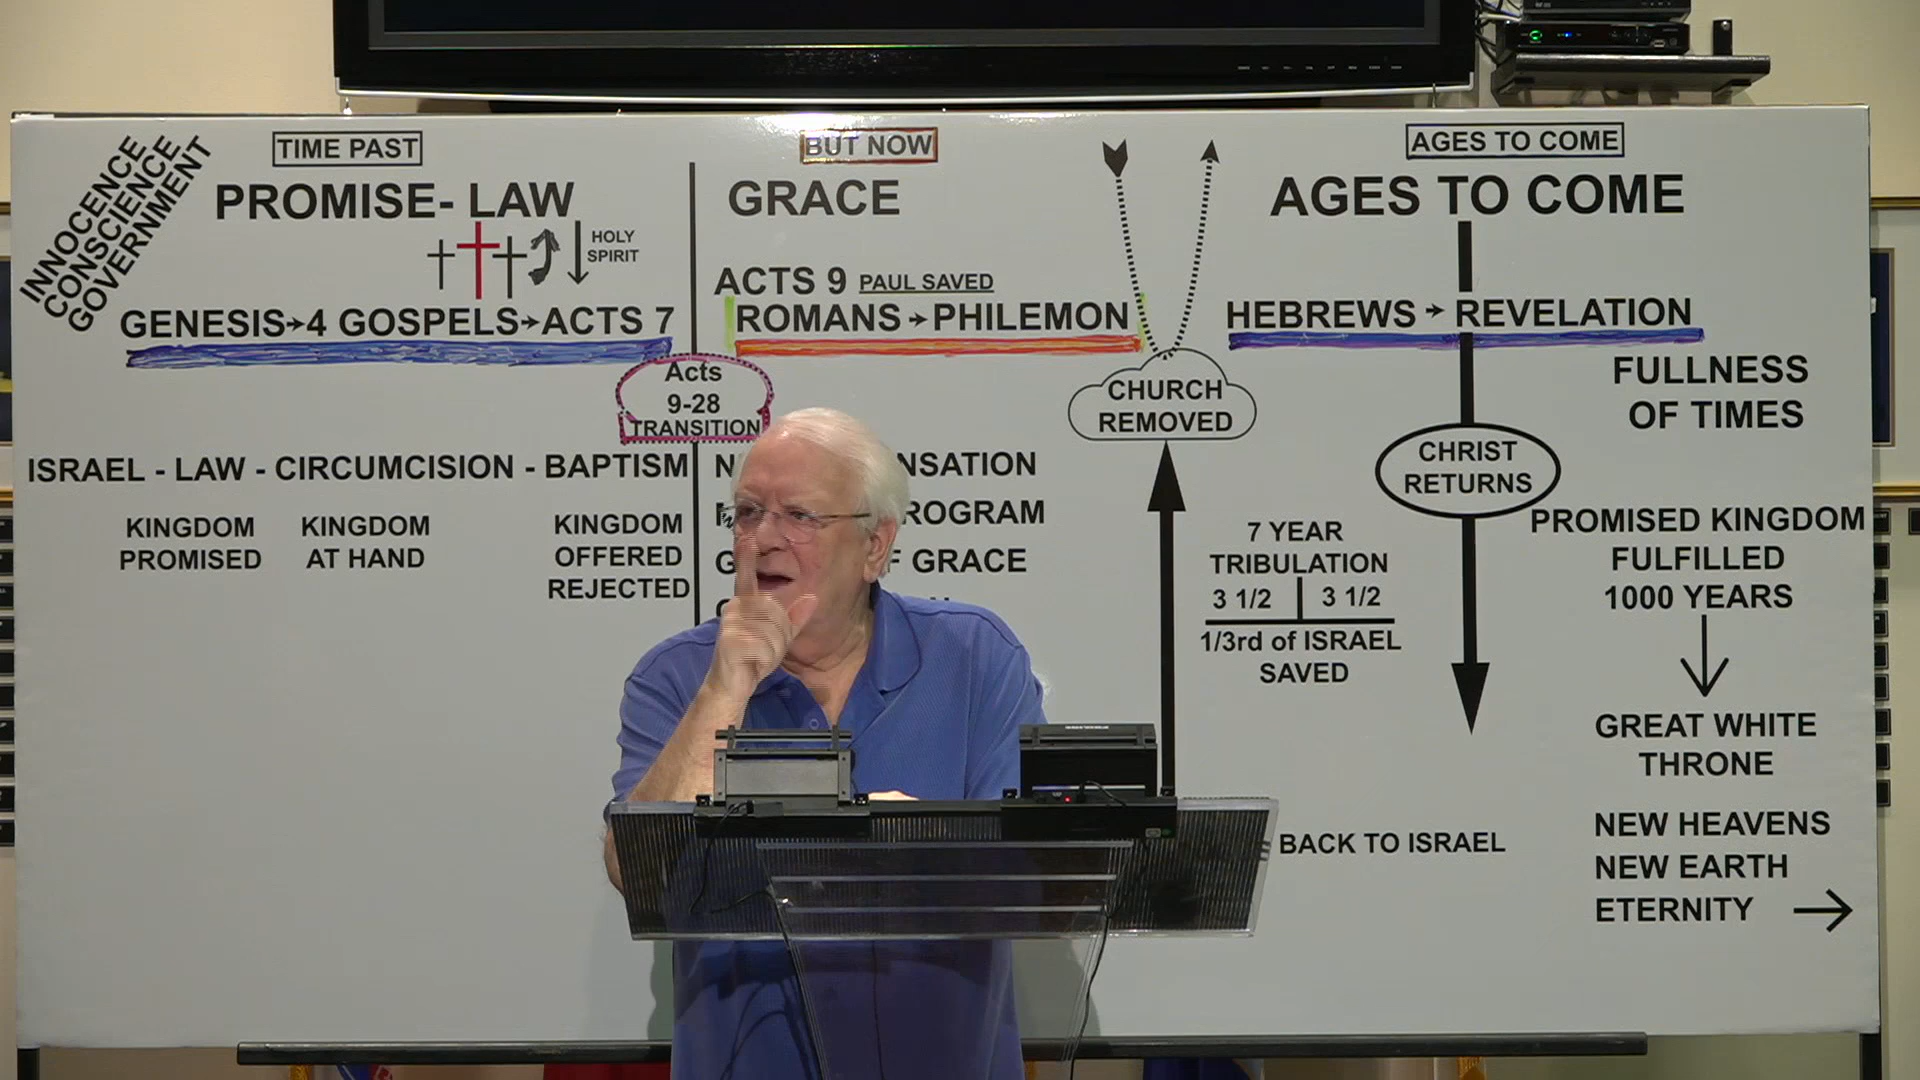 INNOCENCE
CONSCIENCE
GOVERNMENT
TIME PAST
PROMISE- LAW
HOLY
SPIRIT
GENESIS→4 GOSPELS→ACTS 7
Acts
9-28
TRANSITION
ISRAEL - LAW - CIRCUMCISION - BAPTISM
KINGDOM
PROMISED
KINGDOM
AT HAND
KINGDOM
OFFERED
REJECTED
BUT NOW
GRACE
ACTS 9 PAUL SAVED
ROMANS→PHILEMON
GRACE
CHURCH
REMOVED
7 YEAR
TRIBULATION
3 1/2 3 1/2
1/3rd of ISRAEL
SAVED
BACK TO ISRAEL
AGES TO COME
AGES TO COME
HEBREWS→REVELATION
CHRIST
RETURNS
FULLNESS
OF TIMES
PROMISED KINGDOM
FULFILLED
1000 YEARS
GREAT WHITE
THRONE
NEW HEAVENS
NEW EARTH
ETERNITY →